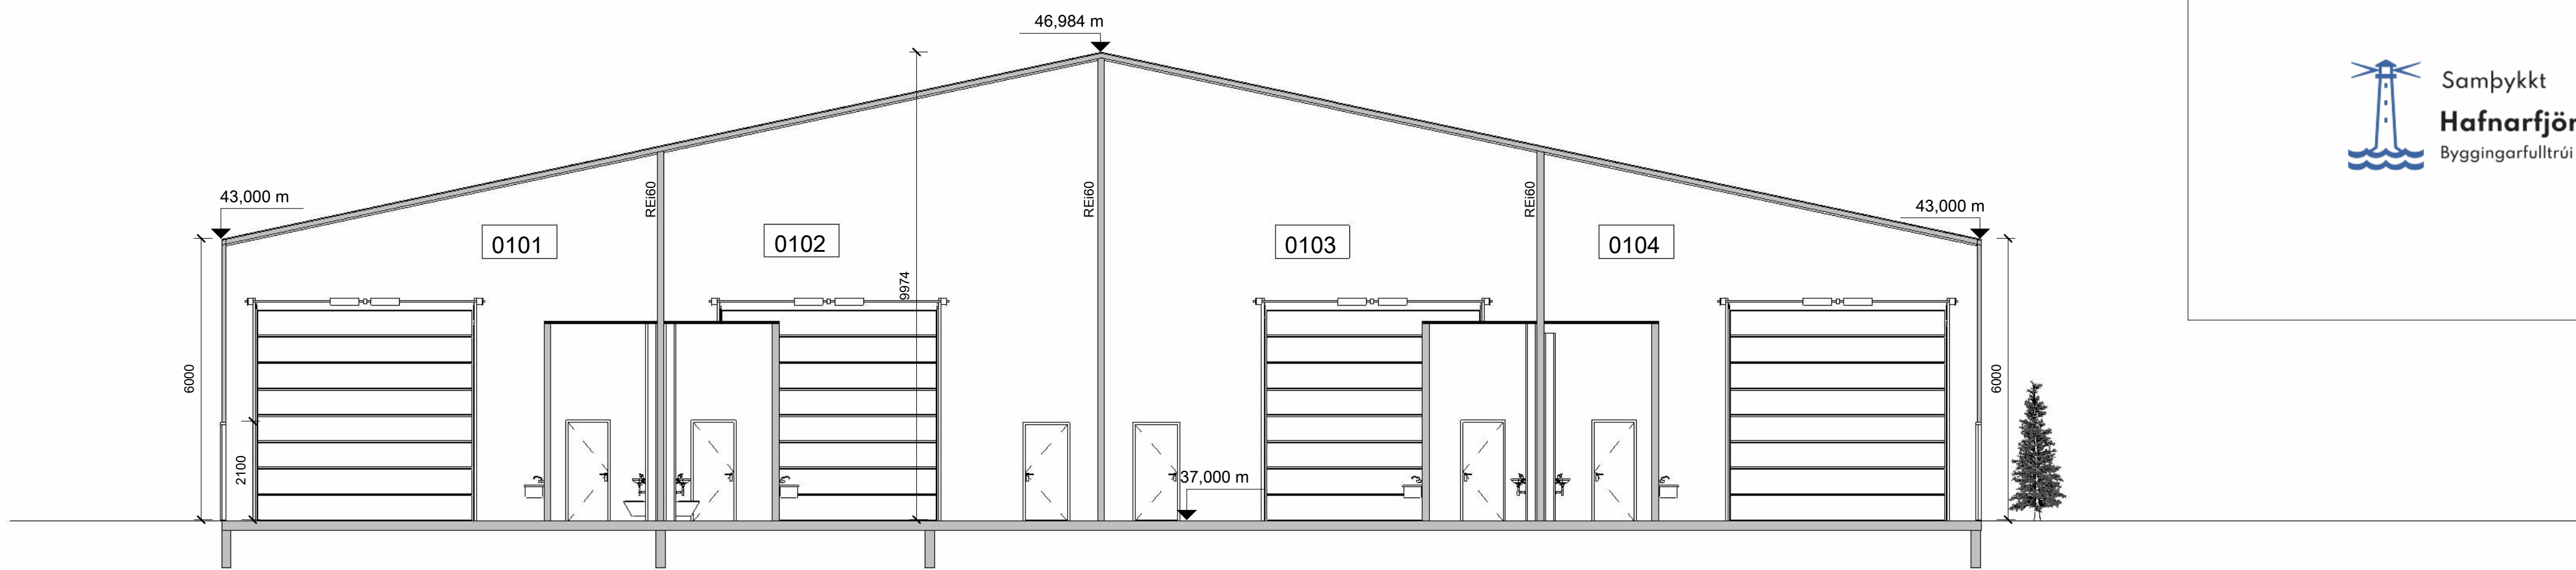 46,984 m
Samþykkt
Byggingarfulltrúi
43,000 m
REi60
REi60
REi60
43,000 m
0101
0102
0103
0104
9974
6000
6000
2100
37,000 m